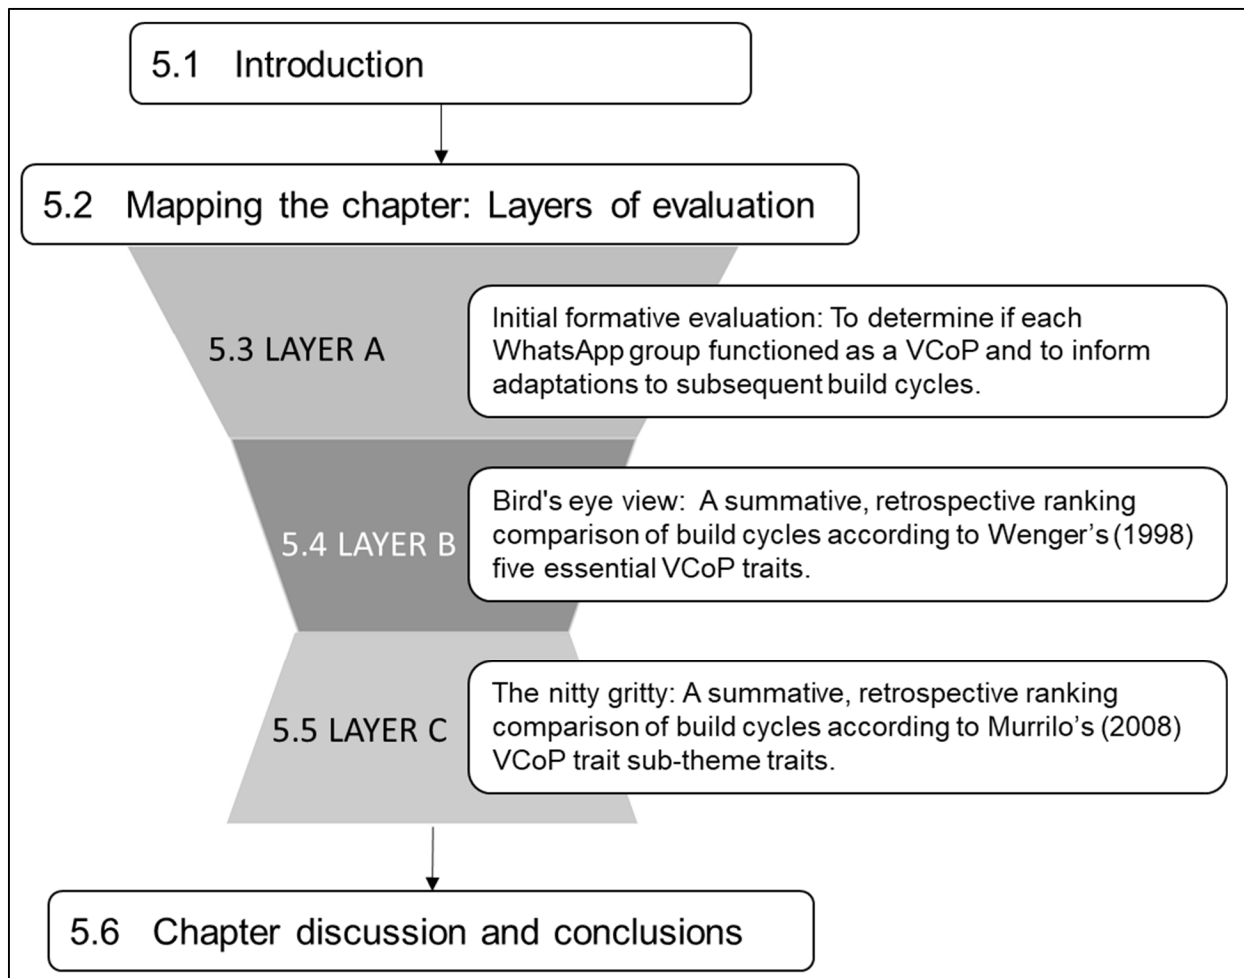 5.1 Introduction
5.2 Mapping the chapter: Layers of evaluation
5.3 LAYER A
Initial formative evaluation: To determine if each
WhatsApp group functioned as a VCoP and to inform
adaptations to subsequent build cycles.
5.4 LAYER B
Bird's eye view: A summative, retrospective ranking
comparison of build cycles according to Wenger’s (1998)
five essential VCoP traits.
5.5 LAYER C
The nitty gritty: A summative, retrospective ranking
comparison of build cycles according to Murrilo’s (2008)
VCoP trait sub-theme traits.
5.6 Chapter discussion and conclusions